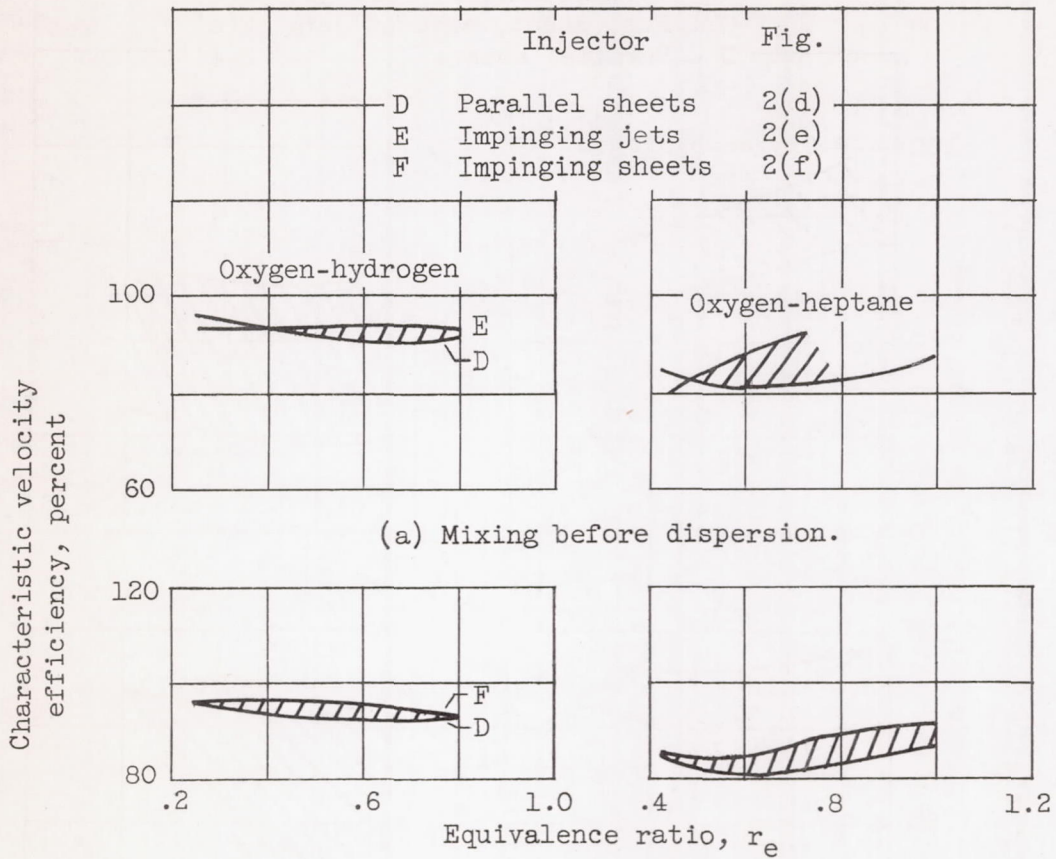 Injector Fig.
D Parallel sheets 2(d)
E Impinging jets 2(e)
F Impinging sheets 2(f)
Oxygen-hydrogen
Oxygen-heptane
100
E
D
60
(a) Mixing before dispersion.
Characteristic velocity
efficiency, percent
120
F
D
80
.2 .6 1.0 .4 .8 1.2
Equivalence ratio, re